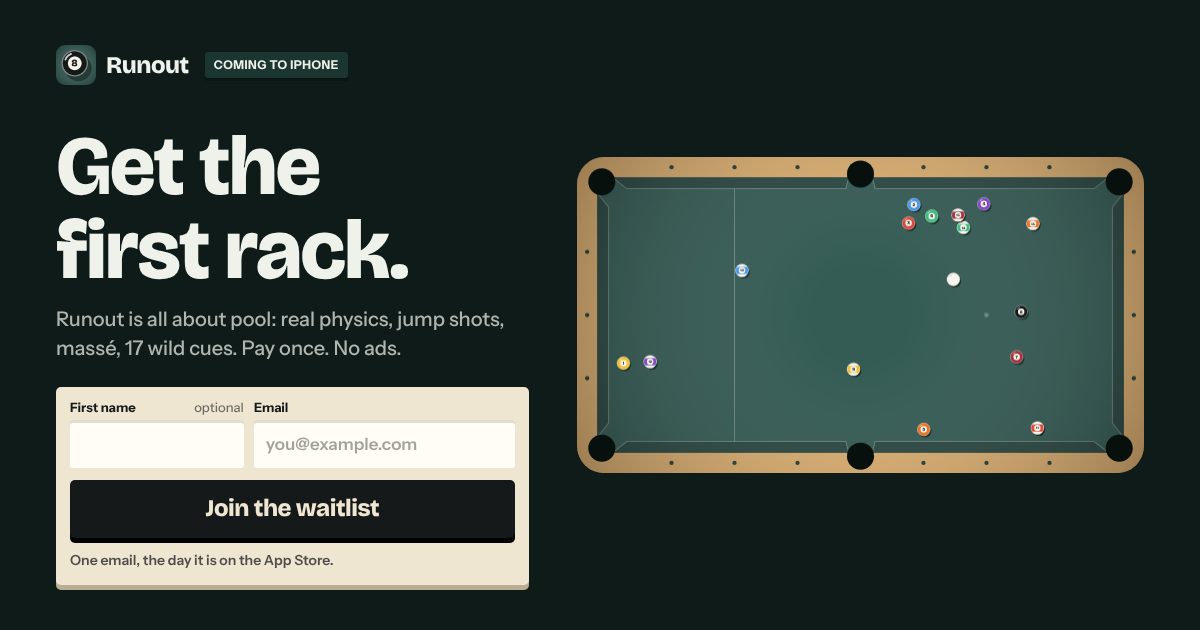 8
Runout
COMING TO IPHONE
Get the
first rack.
Runout is all about pool: real physics, jump shots,
massé, 17 wild cues. Pay once. No ads.
First name optional Email
you@example.com
Join the waitlist
One email, the day it is on the App Store.